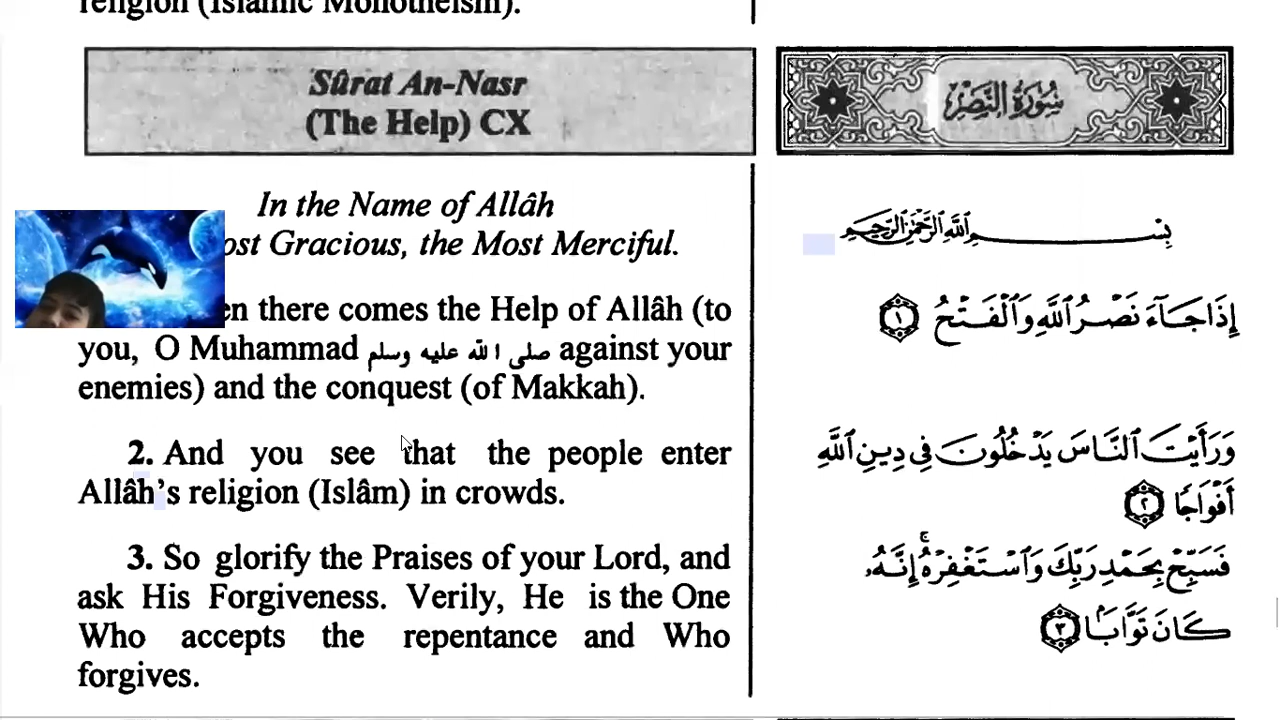 religion (Islamic Monotheism).
Sûrat An-Nasr
(The Help) CX
سُورَةُ النَّصْرِ
In the Name of Allâh
ost Gracious, the Most Merciful.
بِسْمِ ٱللَّهِ ٱلرَّحْمَٰنِ ٱلرَّحِيمِ
en there comes the Help of Allâh (to
you, O Muhammad صلى الله عليه وسلم against your
enemies) and the conquest (of Makkah).
إِذَا جَآءَ نَصْرُ ٱللَّهِ وَٱلْفَتْحُ ١
2. And you see that the people enter
Allâh's religion (Islâm) in crowds.
وَرَأَيْتَ ٱلنَّاسَ يَدْخُلُونَ فِى دِينِ ٱللَّهِ
أَفْوَاجًا ٢
3. So glorify the Praises of your Lord, and
ask His Forgiveness. Verily, He is the One
Who accepts the repentance and Who
forgives.
فَسَبِّحْ بِحَمْدِ رَبِّكَ وَٱسْتَغْفِرْهُ ۚ إِنَّهُۥ
كَانَ تَوَّابًۢا ٣